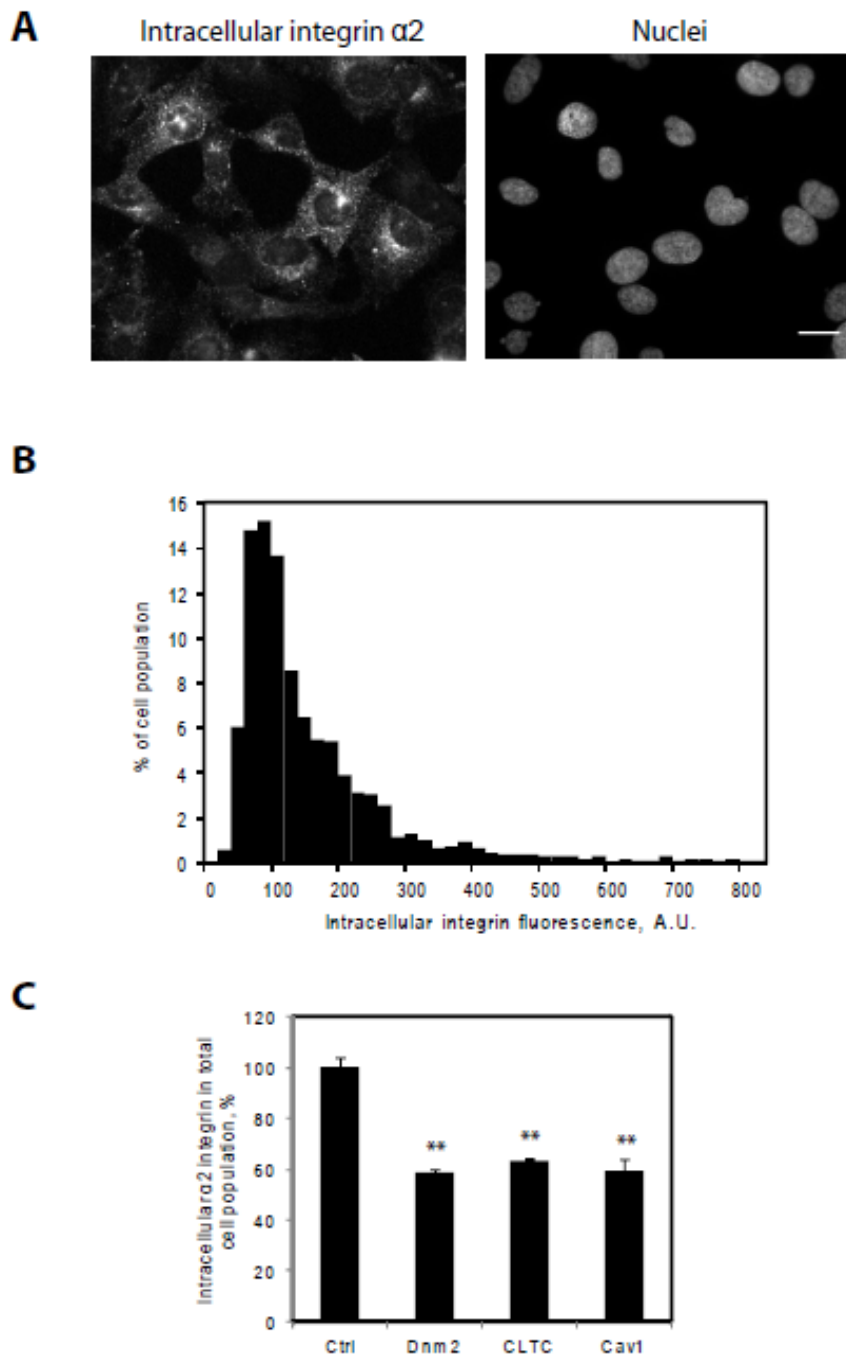 A
Intracellular integrin α2
Nuclei
B
16
14
12
10
8
6
4
2
0
% of cell population
0 100 200 300 400 500 600 700 800
Intracellular integrin fluorescence, A.U.
C
120
100
80
60
40
20
0
Intracellular α2 integrin in total
cell population, %
** ** **
Ctrl Dnm2 CLTC Cav1